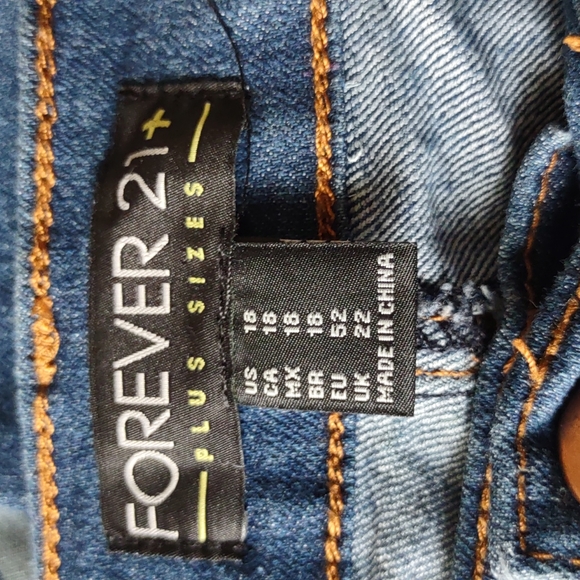 FOREVER 21+
PLUS SIZES
US 18
CA 18
MX 18
BR 18
EU 52
UK 22
MADE IN CHINA